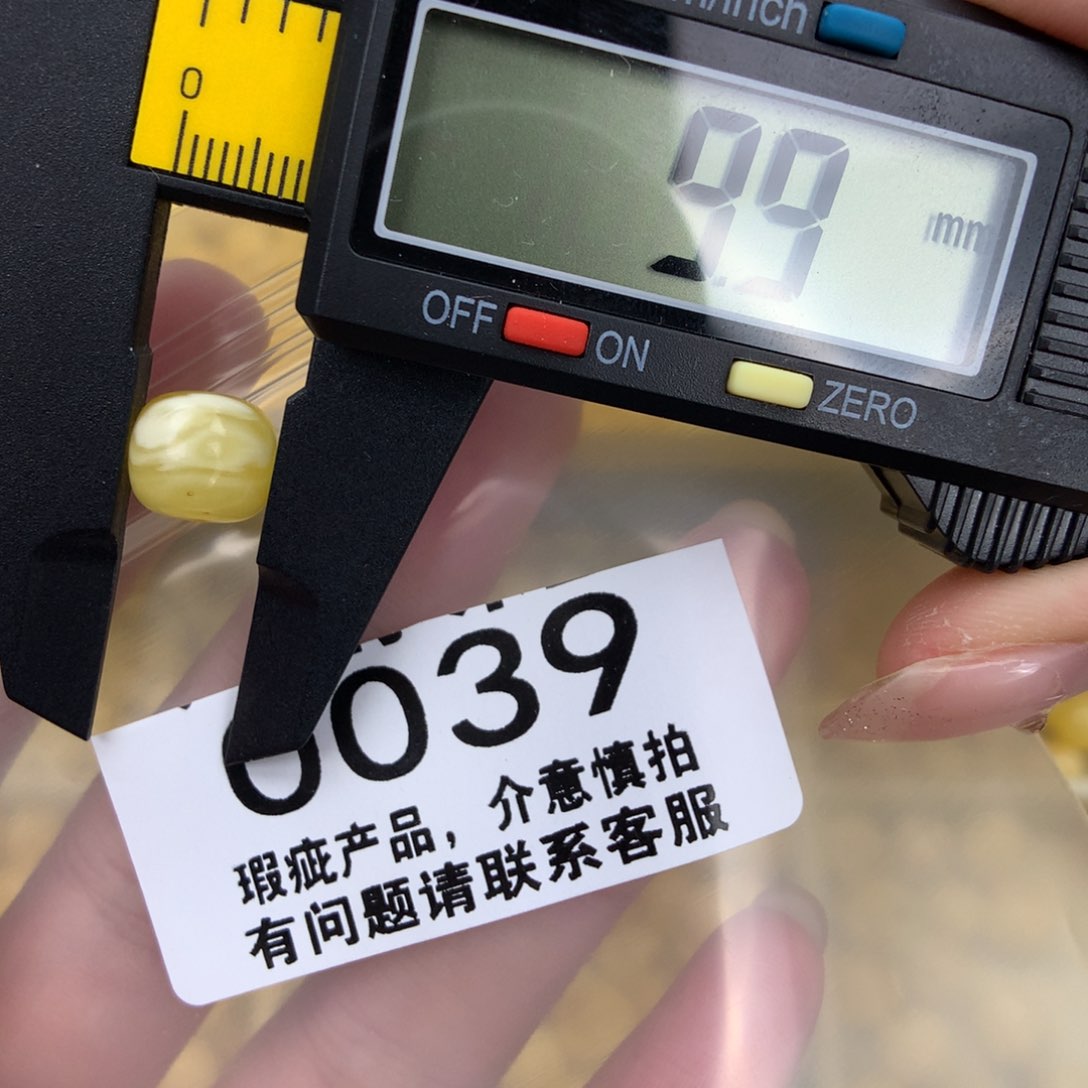 m/inch
0
9.9
mm
OFF
ON
ZERO
0039
瑕疵产品，介意慎拍
有问题请联系客服